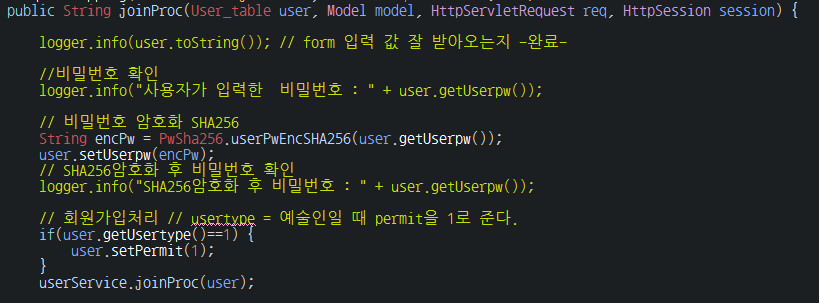 public String joinProc(User_table user, Model model, HttpServletRequest req, HttpSession session) {
logger.info(user.toString()); // form 입력 값 잘 받아오는지 -완료-
//비밀번호 확인
logger.info("사용자가 입력한  비밀번호 : " + user.getUserpw());
// 비밀번호 암호화 SHA256
String encPw = PwSha256.userPwEncSHA256(user.getUserpw());
user.setUserpw(encPw);
// SHA256암호화 후 비밀번호 확인
logger.info("SHA256암호화 후 비밀번호 : " + user.getUserpw());
// 회원가입처리 // usertype = 예술인일 때 permit을 1로 준다.
if(user.getUsertype()==1) {
user.setPermit(1);
}
userService.joinProc(user);